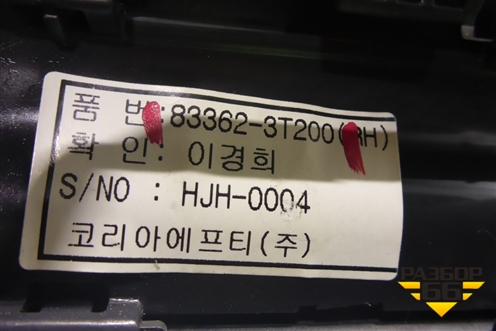 품 번:83362-3T200(RH)
확 인: 이경희
S/NO : HJH-0004
코리아에프티(주)
РАЗБОР
66